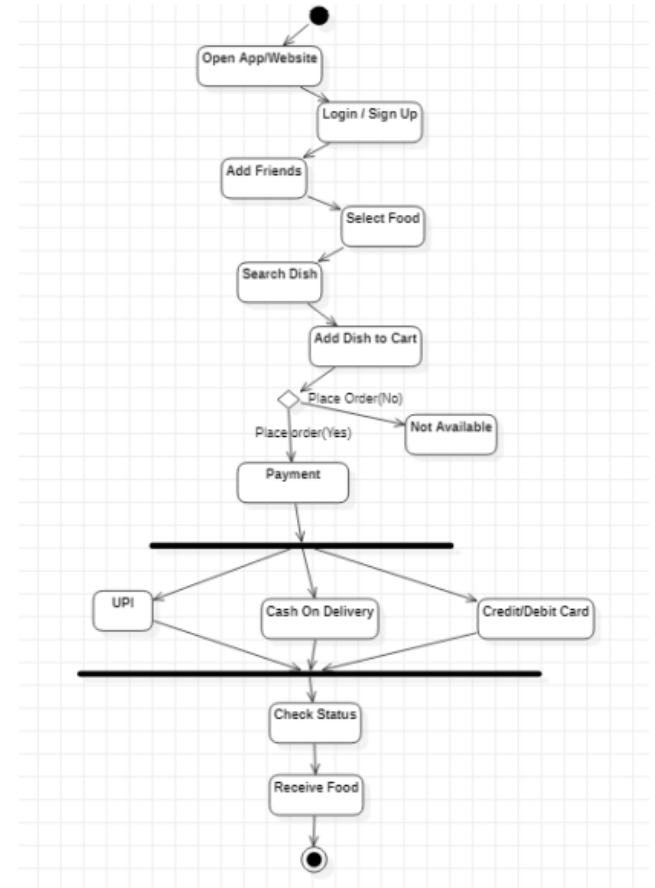 Open App/Website
Login / Sign Up
Add Friends
Select Food
Search Dish
Add Dish to Cart
Place Order(No)
Not Available
Place order(Yes)
Payment
UPI
Cash On Delivery
Credit/Debit Card
Check Status
Receive Food